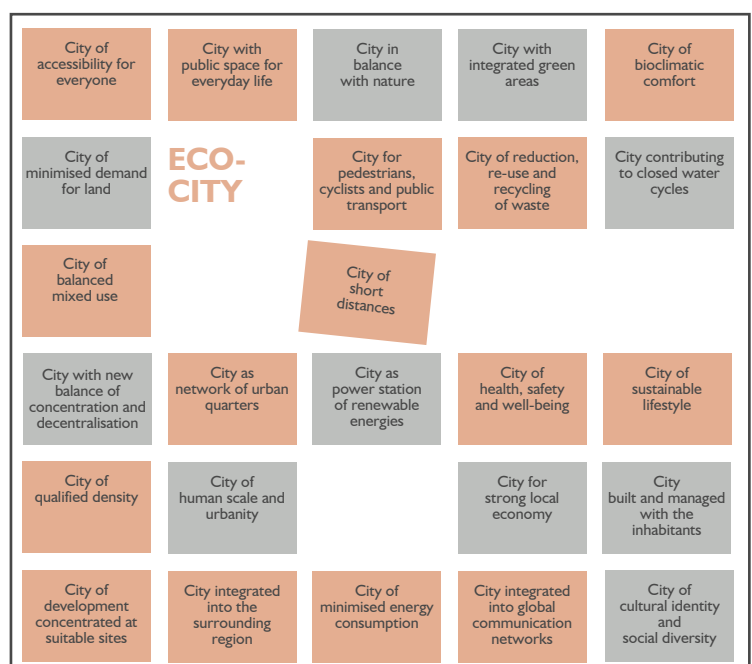 City of
accessibility for
everyone
City with
public space for
everyday life
City in
balance
with nature
City with
integrated green
areas
City of
bioclimatic
comfort
City of
minimised demand
for land
ECO-
CITY
City for
pedestrians,
cyclists and public
transport
City of reduction,
re-use and
recycling
of waste
City contributing
to closed water
cycles
City of
balanced
mixed use
City of
short
distances
City with new
balance of
concentration and
decentralisation
City as
network of urban
quarters
City as
power station
of renewable
energies
City of
health, safety
and well-being
City of
sustainable
lifestyle
City of
qualified density
City of
human scale and
urbanity
City for
strong local
economy
City
built and managed
with the
inhabitants
City of
development
concentrated at
suitable sites
City integrated
into the
surrounding
region
City of
minimised energy
consumption
City integrated
into global
communication
networks
City of
cultural identity
and
social diversity